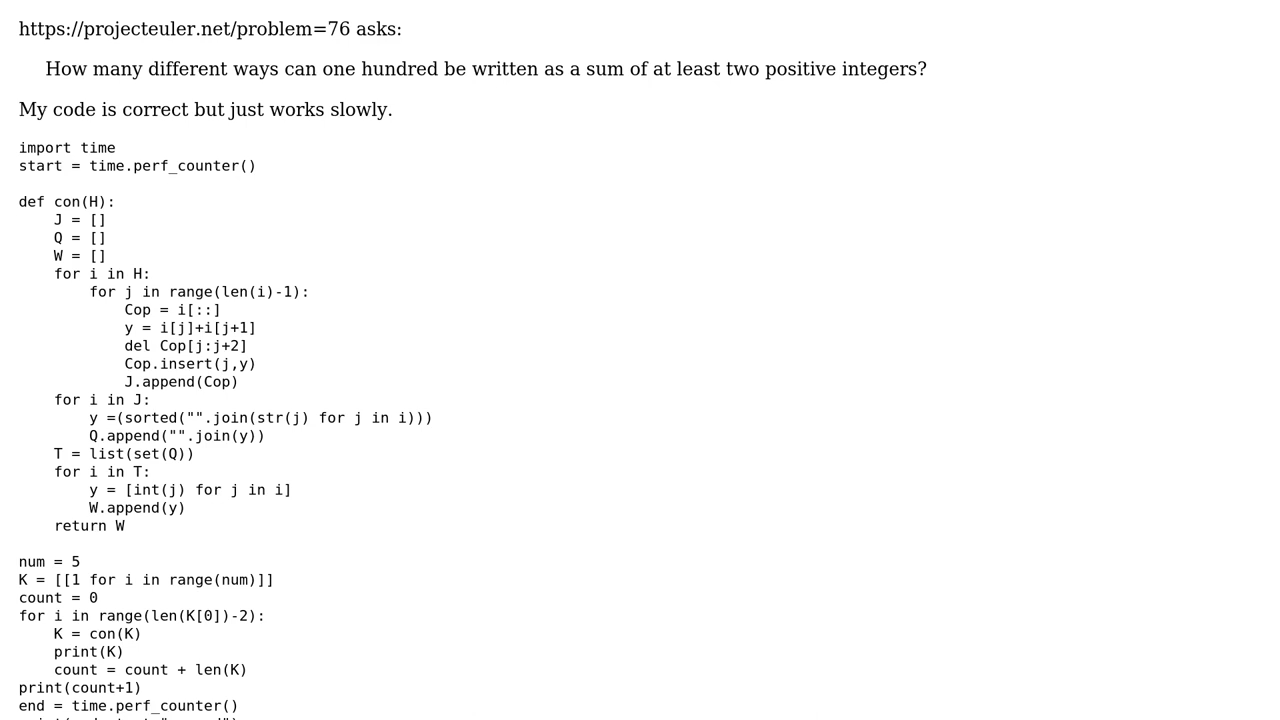 https://projecteuler.net/problem=76 asks:
How many different ways can one hundred be written as a sum of at least two positive integers?
My code is correct but just works slowly.
import time
start = time.perf_counter()
def con(H):
    J = []
    Q = []
    W = []
    for i in H:
        for j in range(len(i)-1):
            Cop = i[::]
            y = i[j]+i[j+1]
            del Cop[j:j+2]
            Cop.insert(j,y)
            J.append(Cop)
    for i in J:
        y =(sorted("".join(str(j) for j in i)))
        Q.append("".join(y))
    T = list(set(Q))
    for i in T:
        y = [int(j) for j in i]
        W.append(y)
    return W
num = 5
K = [[1 for i in range(num)]]
count = 0
for i in range(len(K[0])-2):
    K = con(K)
    print(K)
    count = count + len(K)
print(count+1)
end = time.perf_counter()